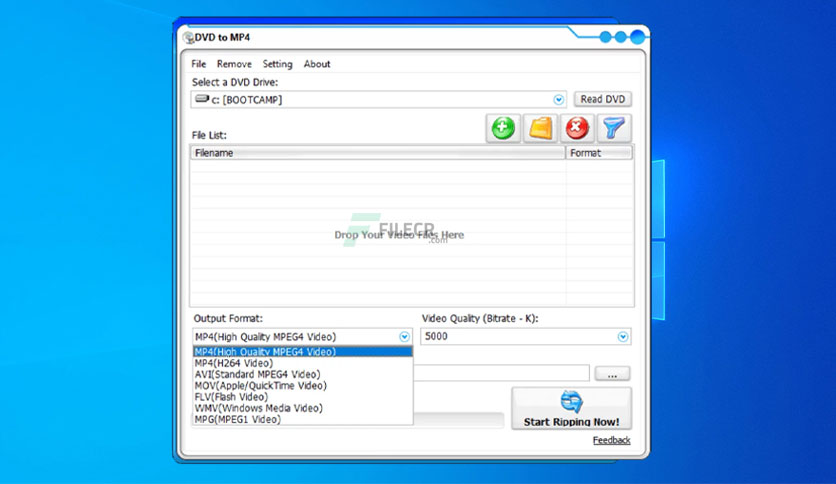 DVD to MP4
File Remove Setting About
Select a DVD Drive:
c: [BOOTCAMP]
Read DVD
File List:
Filename Format
FILECR
.com
Drop Your Video Files Here
Output Format: Video Quality (Bitrate - K):
MP4(High Quality MPEG4 Video) 5000
MP4(High Quality MPEG4 Video)
MP4(H264 Video)
AVI(Standard MPEG4 Video)
...
MOV(Apple/QuickTime Video)
FLV(Flash Video)
WMV(Windows Media Video)
MPG(MPEG1 Video)
Start Ripping Now!
Feedback